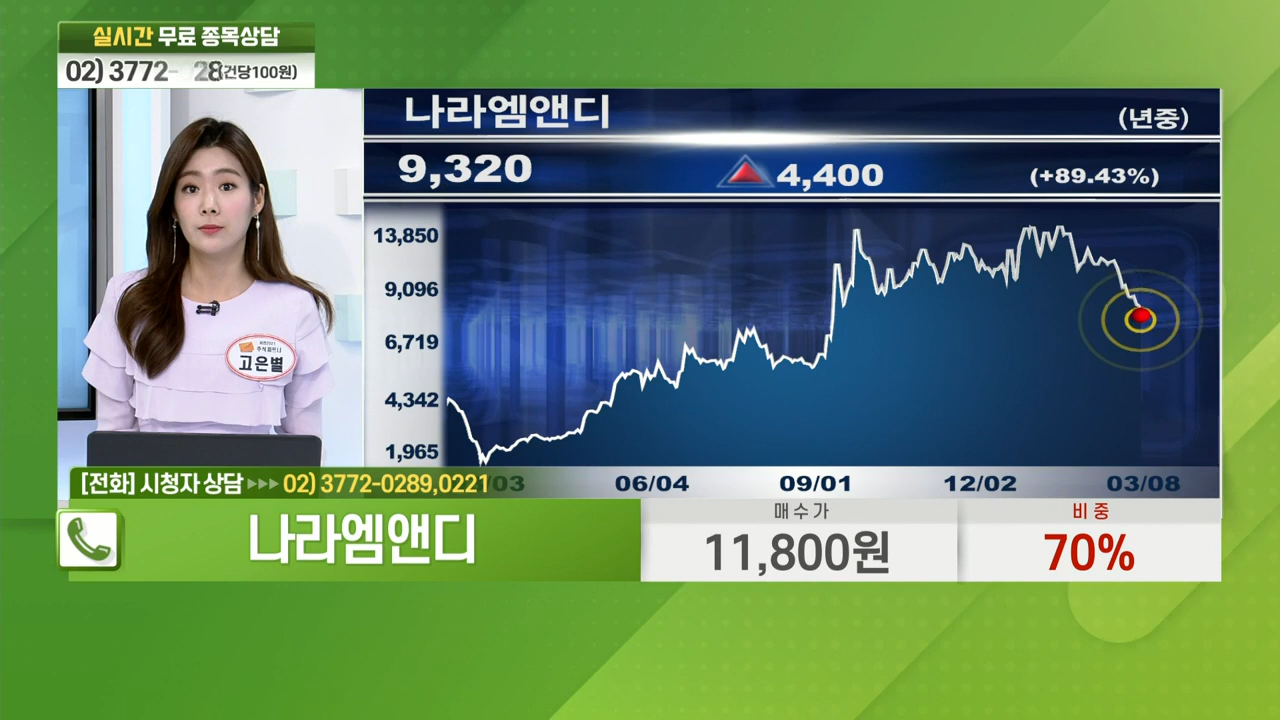 실시간 무료 종목상담
02) 3772- 28(건당100원)
나라엠앤디
(년중)
9,320
4,400
(+89.43%)
13,850
9,096
6,719
4,342
1,965
/03
06/04
09/01
12/02
03/08
고은별
[전화] 시청자 상담 ▷▷▷ 02) 3772-0289,0221
나라엠앤디
매수가
11,800원
비중
70%